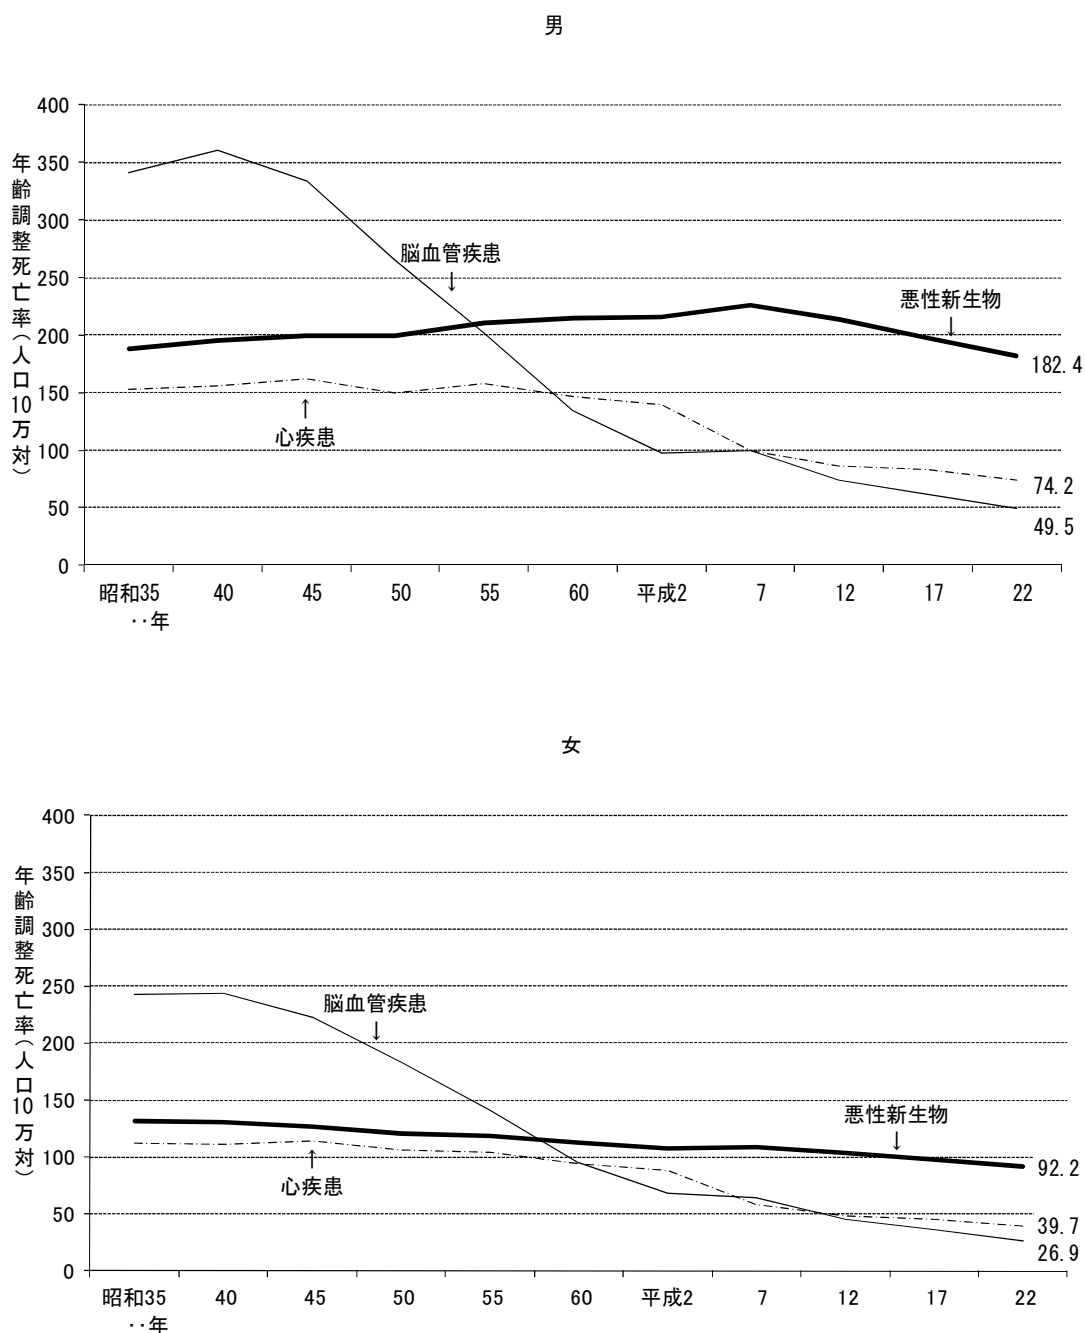 男
年齢調整死亡率(人口10万対)
400
350
300
250
200
150
100
50
0
脳血管疾患
↓
悪性新生物
↓
↑
心疾患
182.4
74.2
49.5
昭和35 40 45 50 55 60 平成2 7 12 17 22
‥年
女
年齢調整死亡率(人口10万対)
400
350
300
250
200
150
100
50
0
脳血管疾患
↓
悪性新生物
↓
↑
心疾患
92.2
39.7
26.9
昭和35 40 45 50 55 60 平成2 7 12 17 22
‥年